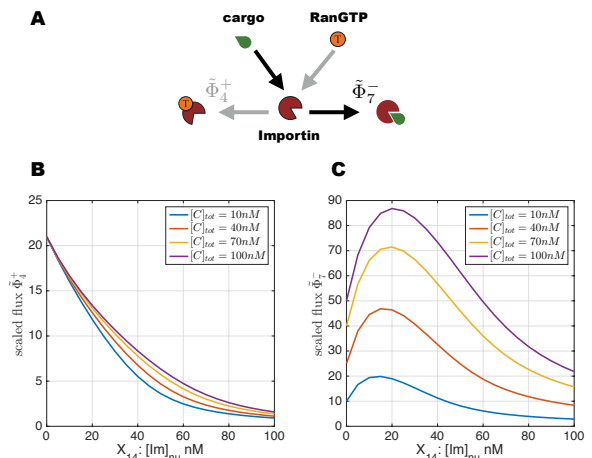 A
cargo
RanGTP
T
Φ̃₄⁺
T
Φ̃₇⁻
Importin
B
C
25
20
15
10
5
0
scaled flux Φ̃₄⁺
[C]tot = 10nM
[C]tot = 40nM
[C]tot = 70nM
[C]tot = 100nM
0 20 40 60 80 100
X₁₄: [Im]nu nM
90
80
70
60
50
40
30
20
10
0
scaled flux Φ̃₇⁻
[C]tot = 10nM
[C]tot = 40nM
[C]tot = 70nM
[C]tot = 100nM
0 20 40 60 80 100
X₁₄: [Im]nu nM